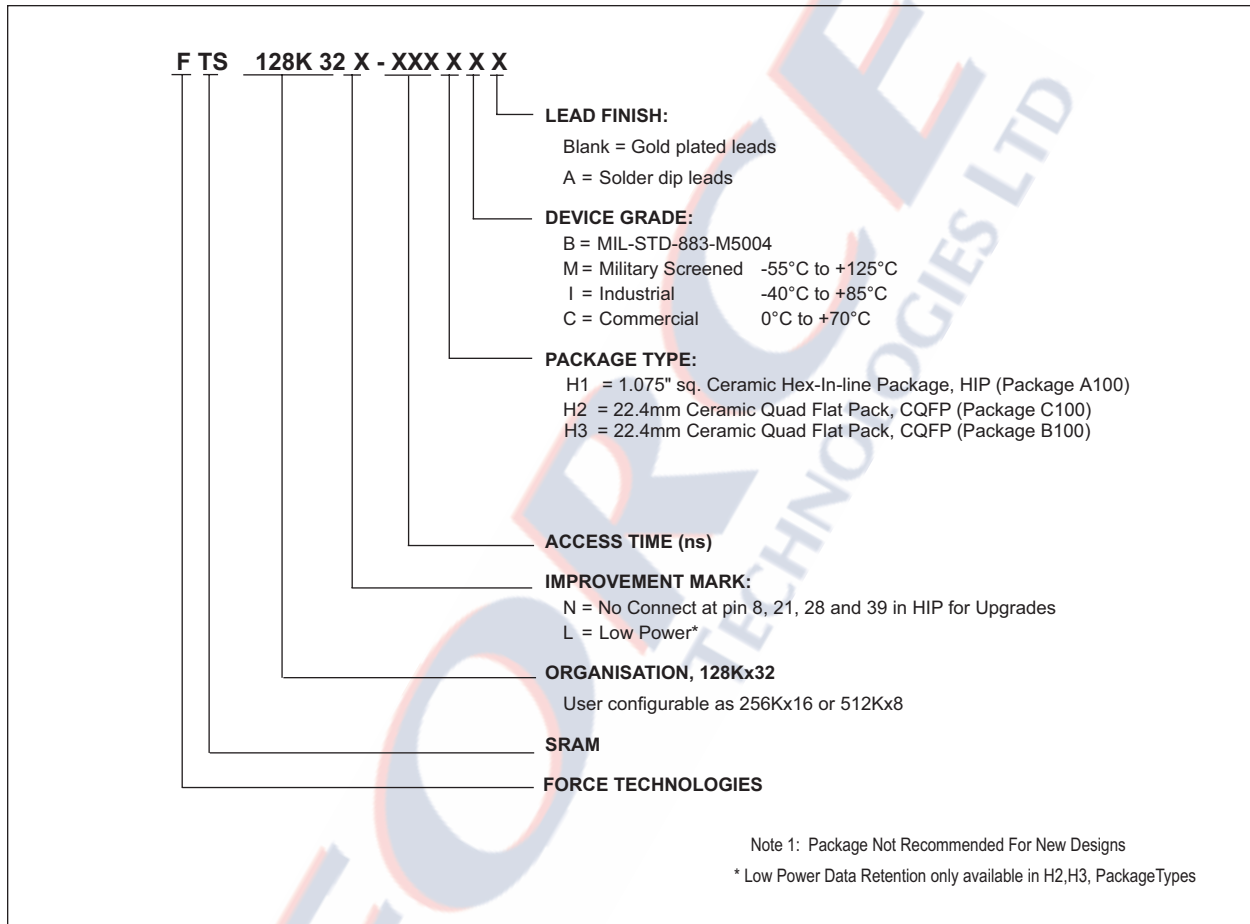 F TS 128K 32 X - XXX X X X
LEAD FINISH:
Blank = Gold plated leads
A = Solder dip leads
DEVICE GRADE:
B = MIL-STD-883-M5004
M = Military Screened -55°C to +125°C
I = Industrial -40°C to +85°C
C = Commercial 0°C to +70°C
PACKAGE TYPE:
H1 = 1.075" sq. Ceramic Hex-In-line Package, HIP (Package A100)
H2 = 22.4mm Ceramic Quad Flat Pack, CQFP (Package C100)
H3 = 22.4mm Ceramic Quad Flat Pack, CQFP (Package B100)
ACCESS TIME (ns)
IMPROVEMENT MARK:
N = No Connect at pin 8, 21, 28 and 39 in HIP for Upgrades
L = Low Power*
ORGANISATION, 128Kx32
User configurable as 256Kx16 or 512Kx8
SRAM
FORCE TECHNOLOGIES
Note 1: Package Not Recommended For New Designs
* Low Power Data Retention only available in H2,H3, PackageTypes
FORCE
TECHNOLOGIES LTD